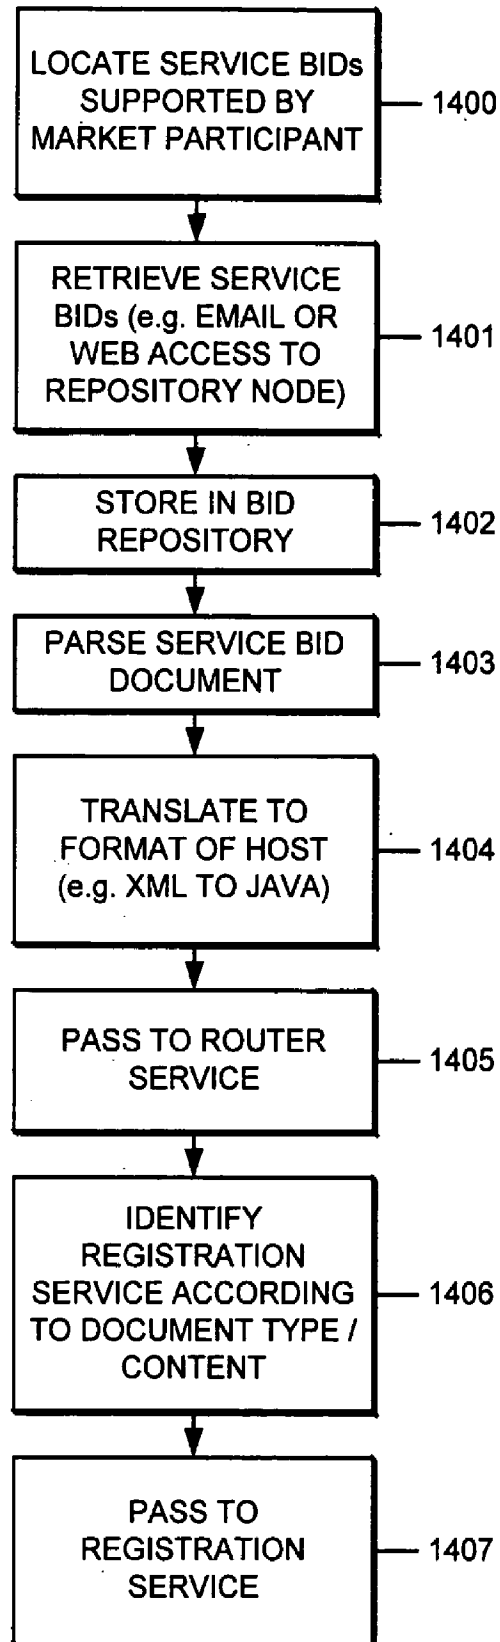 LOCATE SERVICE BIDs
SUPPORTED BY
MARKET PARTICIPANT
1400
RETRIEVE SERVICE
BIDs (e.g. EMAIL OR
WEB ACCESS TO
REPOSITORY NODE)
1401
STORE IN BID
REPOSITORY
1402
PARSE SERVICE BID
DOCUMENT
1403
TRANSLATE TO
FORMAT OF HOST
(e.g. XML TO JAVA)
1404
PASS TO ROUTER
SERVICE
1405
IDENTIFY
REGISTRATION
SERVICE ACCORDING
TO DOCUMENT TYPE /
CONTENT
1406
PASS TO
REGISTRATION
SERVICE
1407